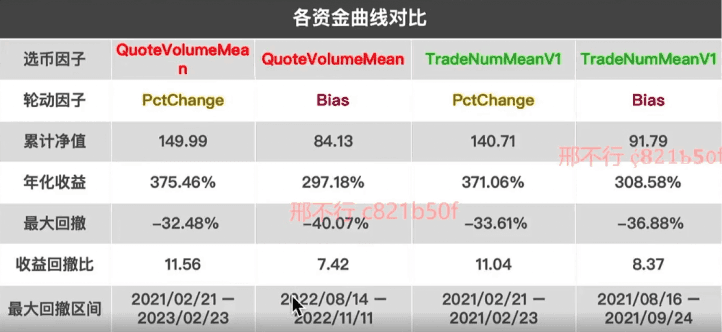 各资金曲线对比
选币因子 QuoteVolumeMea
n QuoteVolumeMean TradeNumMeanV1 TradeNumMeanV1
轮动因子 PctChange Bias PctChange Bias
累计净值 149.99 84.13 140.71 91.79
邢不行 c821b50f
年化收益 375.46% 297.18% 371.06% 308.58%
邢不行 c821b50f
最大回撤 −32.48% −40.07% −33.61% −36.88%
收益回撤比 11.56 7.42 11.04 8.37
最大回撤区间 2021/02/21 — 2022/08/14 — 2021/02/21 — 2021/08/16 —
2023/02/23 2022/11/11 2021/02/23 2021/09/24